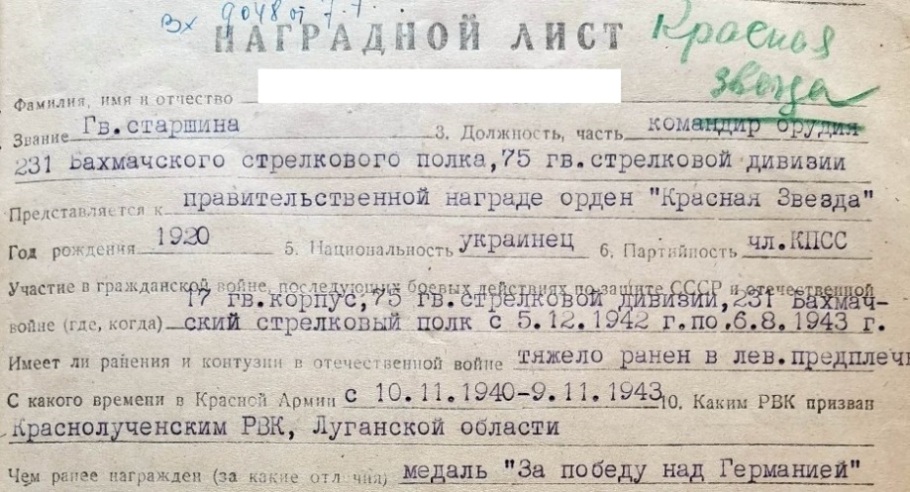 Вх 9048 от 7.7.
НАГРАДНОЙ ЛИСТ Красная
звезда
Фамилия, имя и отчество
Звание Гв.старшина 3. Должность, часть командир орудия
231 Бахмачского стрелкового полка,75 гв.стрелковой дивизии
Представляется к правительственной награде орден "Красная Звезда"
Год рождения 1920 5. Национальность украинец 6. Партийность чл.КПСС
Участие в гражданской войне, последующих боевых действиях по защите СССР и отечественной
17 гв.корпус,75 гв.стрелковой дивизии,231 Бахмач-
войне (где, когда) ский стрелковый полк с 5.12.1942 г.по.6.8.1943 г.
Имеет ли ранения и контузии в отечественной войне тяжело ранен в лев.предплечь
С какого времени в Красной Армии с 10.11.1940-9.11.1943 10. Каким РВК призван
Краснолученским РВК, Луганской области
Чем ранее награжден (за какие отличия) медаль "За победу над Германией"